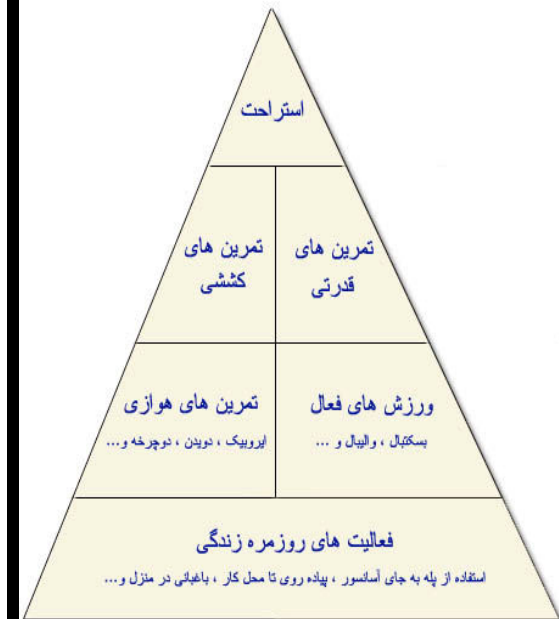 استراحت
تمرین های
قدرتی
تمرین های
کششی
ورزش های فعال
بسکتبال ، والیبال و ...
تمرین های هوازی
ایروبیک ، دویدن ، دوچرخه و...
فعالیت های روزمره زندگی
استفاده از پله به جای آسانسور ، پیاده روی تا محل کار ، باغبانی در منزل و...